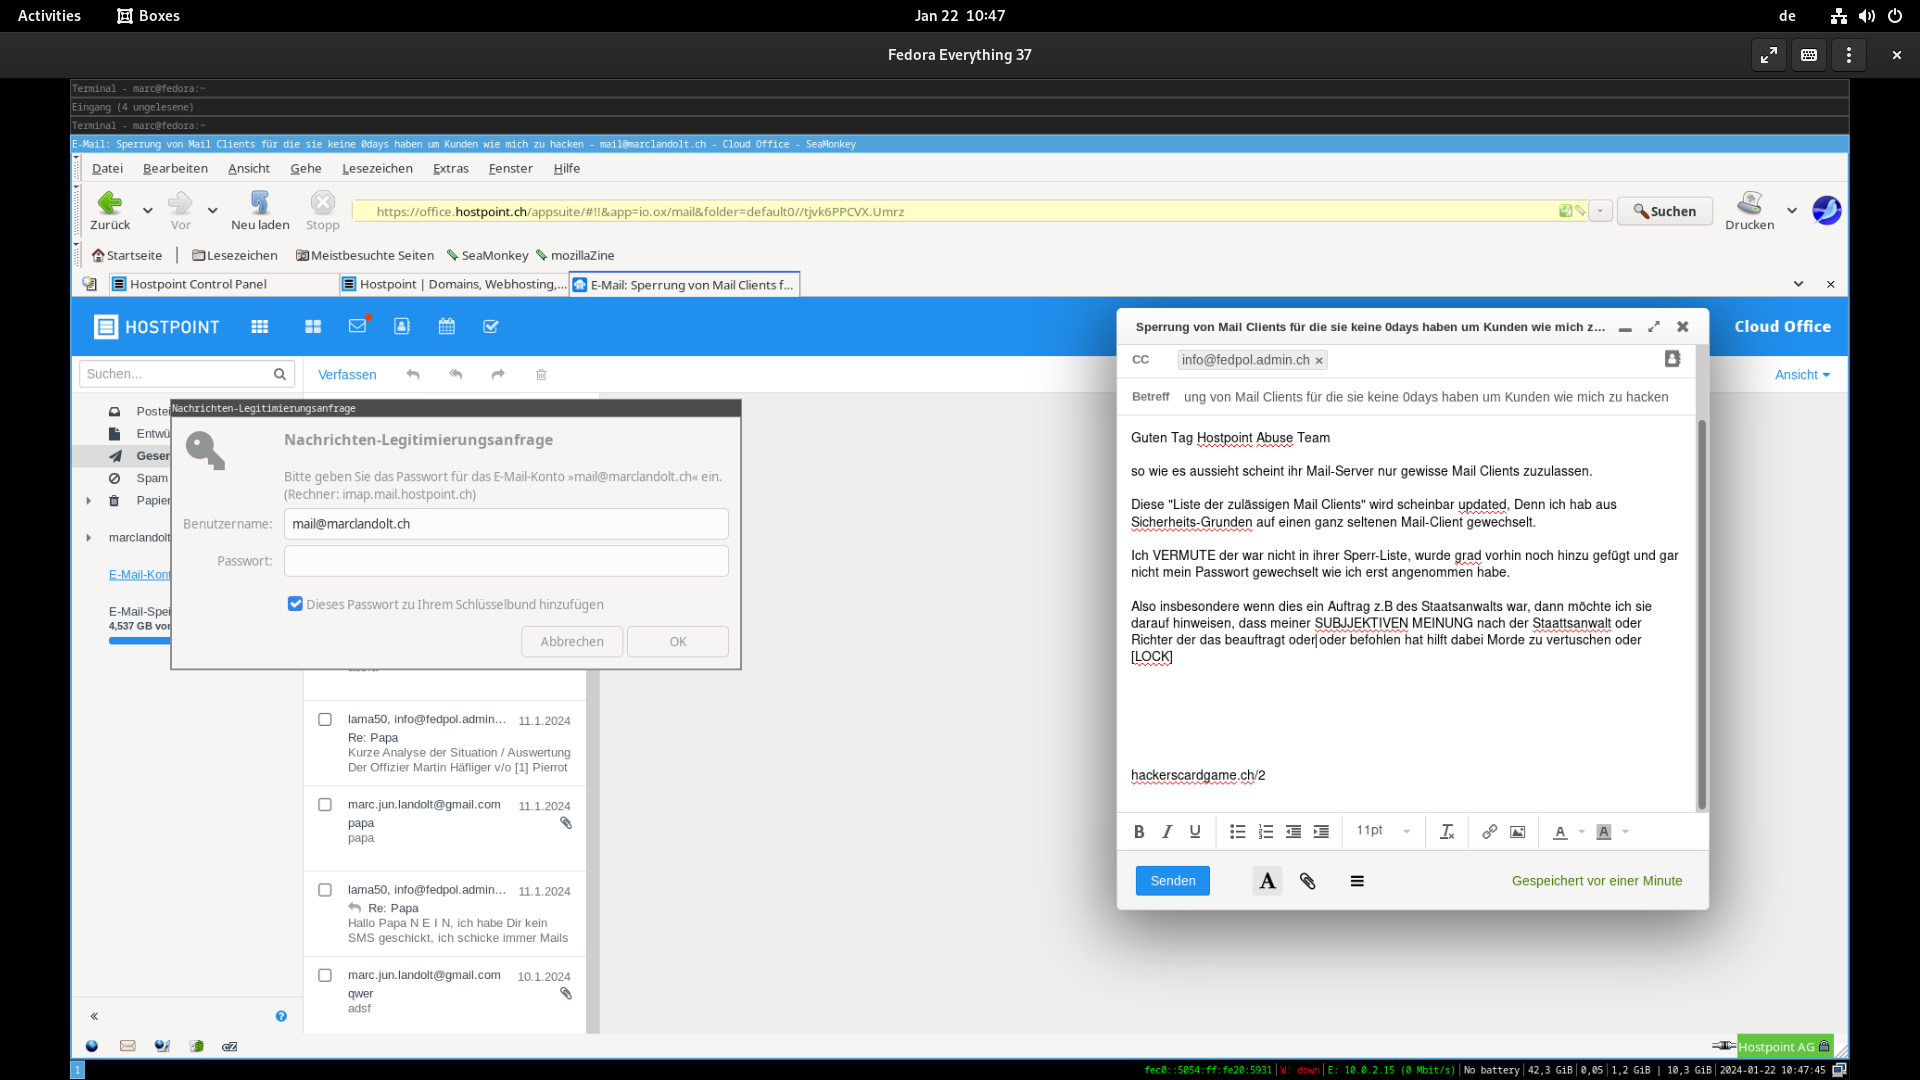 Activities
Boxes
Jan 22 10:47
de
Fedora Everything 37
Terminal - marc@fedora:~
Eingang (4 ungelesene)
Terminal - marc@fedora:~
E-Mail: Sperrung von Mail Clients für die sie keine 0days haben um Kunden wie mich zu hacken - mail@marclandolt.ch - Cloud Office - SeaMonkey
Datei Bearbeiten Ansicht Gehe Lesezeichen Extras Fenster Hilfe
Zurück Vor Neu laden Stopp
https://office.hostpoint.ch/appsuite/#!!&app=io.ox/mail&folder=default0//tjvk6PPCVX.Umrz
Suchen
Drucken
Startseite Lesezeichen Meistbesuchte Seiten SeaMonkey mozillaZine
Hostpoint Control Panel
Hostpoint | Domains, Webhosting,...
E-Mail: Sperrung von Mail Clients f...
HOSTPOINT
Cloud Office
Suchen...
Verfassen
Ansicht
Postei
Entwü
Geser
Spam
Papier
marclandolt
E-Mail-Kont
E-Mail-Spei
4,537 GB vor
Nachrichten-Legitimierungsanfrage
Nachrichten-Legitimierungsanfrage
Bitte geben Sie das Passwort für das E-Mail-Konto »mail@marclandolt.ch« ein.
(Rechner: imap.mail.hostpoint.ch)
Benutzername: mail@marclandolt.ch
Passwort:
Dieses Passwort zu Ihrem Schlüsselbund hinzufügen
Abbrechen OK
lama50, info@fedpol.admin... 11.1.2024
Re: Papa
Kurze Analyse der Situation / Auswertung
Der Offizier Martin Häfliger v/o [1] Pierrot
marc.jun.landolt@gmail.com 11.1.2024
papa
papa
lama50, info@fedpol.admin... 11.1.2024
Re: Papa
Hallo Papa N E I N, ich habe Dir kein
SMS geschickt, ich schicke immer Mails
marc.jun.landolt@gmail.com 10.1.2024
qwer
adsf
Sperrung von Mail Clients für die sie keine 0days haben um Kunden wie mich z...
CC info@fedpol.admin.ch ×
Betreff ung von Mail Clients für die sie keine 0days haben um Kunden wie mich zu hacken
Guten Tag Hostpoint Abuse Team
so wie es aussieht scheint ihr Mail-Server nur gewisse Mail Clients zuzulassen.
Diese "Liste der zulässigen Mail Clients" wird scheinbar updated, Denn ich hab aus
Sicherheits-Grunden auf einen ganz seltenen Mail-Client gewechselt.
Ich VERMUTE der war nicht in ihrer Sperr-Liste, wurde grad vorhin noch hinzu gefügt und gar
nicht mein Passwort gewechselt wie ich erst angenommen habe.
Also insbesondere wenn dies ein Auftrag z.B des Staatsanwalts war, dann möchte ich sie
darauf hinweisen, dass meiner SUBJJEKTIVEN MEINUNG nach der Staattsanwalt oder
Richter der das beauftragt oder oder befohlen hat hilft dabei Morde zu vertuschen oder
[LOCK]
hackerscardgame.ch/2
B I U 11pt A A
Senden A
Gespeichert vor einer Minute
Hostpoint AG
1
fec0::5054:ff:fe20:5931 | W: down | E: 10.0.2.15 (0 Mbit/s) | No battery | 42,3 GiB | 0,05 | 1,2 GiB | 10,3 GiB | 2024-01-22 10:47:45